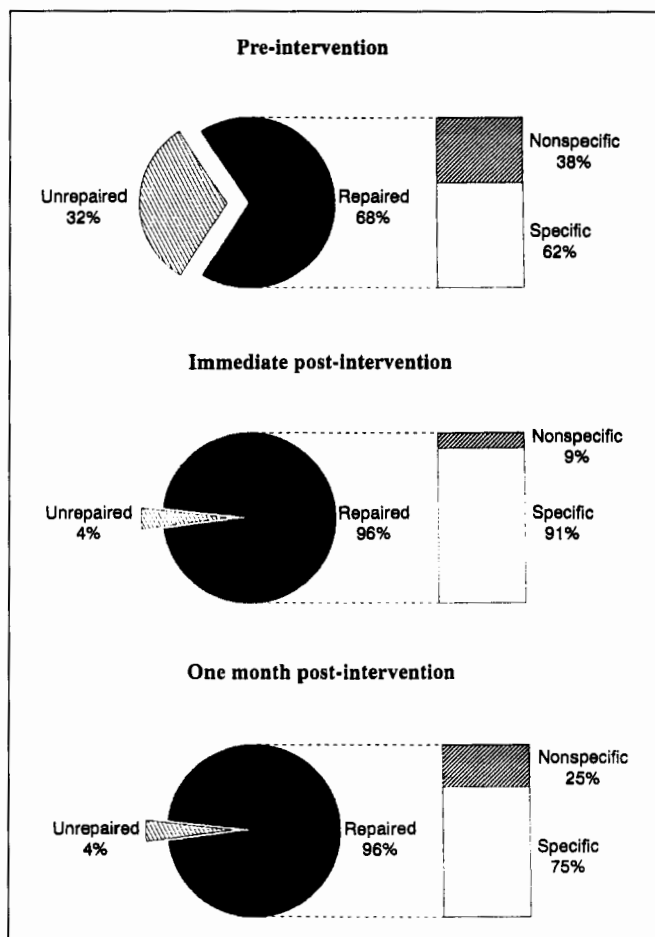 Pre-intervention
Nonspecific
38%
Unrepaired
32%
Repaired
68%
Specific
62%
Immediate post-intervention
Nonspecific
9%
Unrepaired
4%
Repaired
96%
Specific
91%
One month post-intervention
Nonspecific
25%
Unrepaired
4%
Repaired
96%
Specific
75%